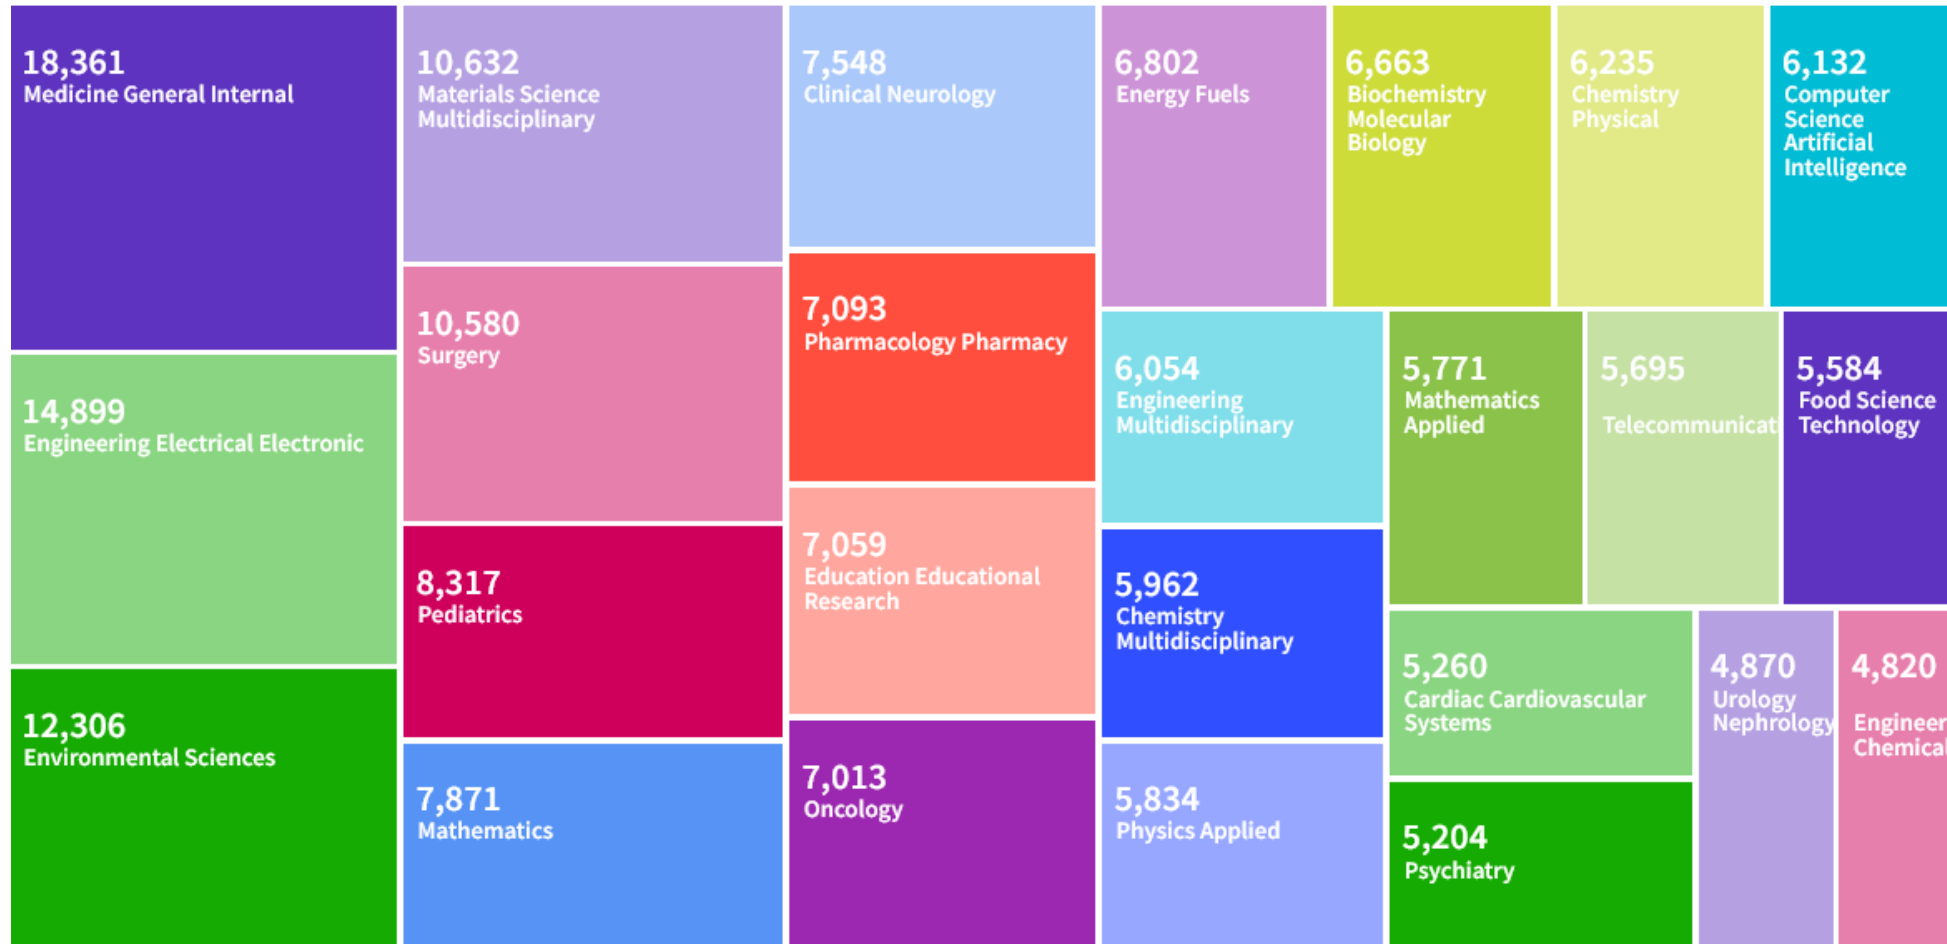 18,361
Medicine General Internal
14,899
Engineering Electrical Electronic
12,306
Environmental Sciences
10,632
Materials Science
Multidisciplinary
10,580
Surgery
8,317
Pediatrics
7,871
Mathematics
7,548
Clinical Neurology
7,093
Pharmacology Pharmacy
7,059
Education Educational
Research
7,013
Oncology
6,802
Energy Fuels
6,663
Biochemistry
Molecular
Biology
6,235
Chemistry
Physical
6,132
Computer
Science
Artificial
Intelligence
6,054
Engineering
Multidisciplinary
5,962
Chemistry
Multidisciplinary
5,834
Physics Applied
5,771
Mathematics
Applied
5,695
Telecommunicati
5,584
Food Science
Technology
5,260
Cardiac Cardiovascular
Systems
5,204
Psychiatry
4,870
Urology
Nephrology
4,820
Engineer
Chemical